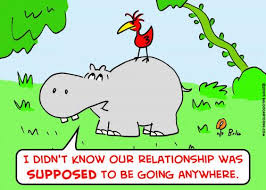 I DIDN'T KNOW OUR RELATIONSHIP WAS
SUPPOSED TO BE GOING ANYWHERE.